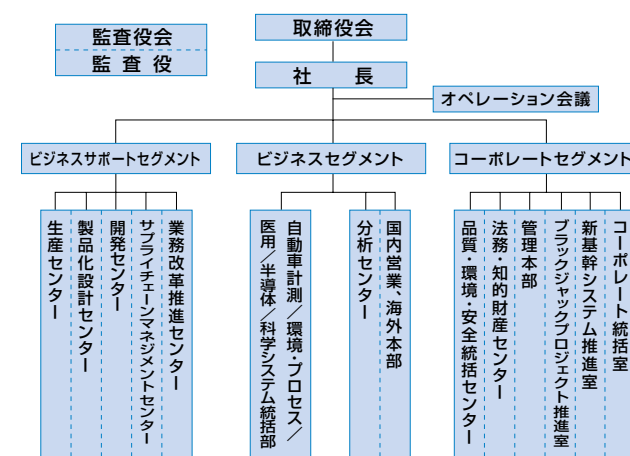 監査役会
監査役
取締役会
社長
オペレーション会議
ビジネスサポートセグメント
ビジネスセグメント
コーポレートセグメント
生産センター
製品化設計センター
開発センター
サプライチェーンマネジメントセンター
業務改革推進センター
自動車計測／環境・プロセス／
医用／半導体／科学システム統括部
分析センター
国内営業、海外本部
品質・環境・安全統括センター
法務・知的財産センター
管理本部
ブラックジャックプロジェクト推進室
新基幹システム推進室
コーポレート統括室